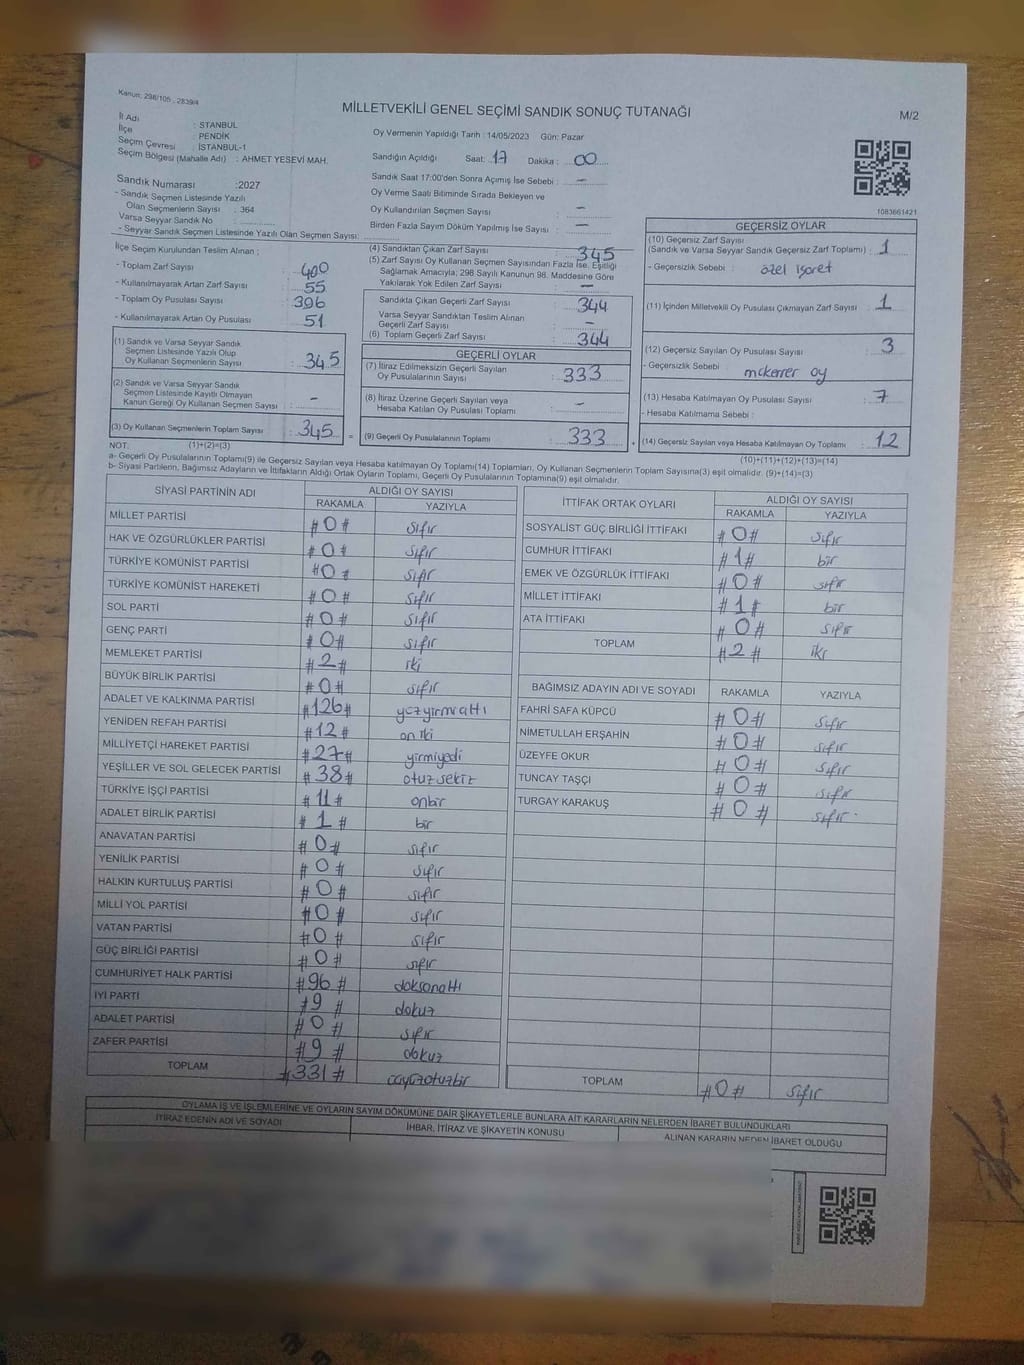 Kanun: 298/105 , 2839/4
MİLLETVEKİLİ GENEL SEÇİMİ SANDIK SONUÇ TUTANAĞI
M/2
İl Adı : STANBUL
İlçe : PENDİK
Seçim Çevresi : İSTANBUL-1
Seçim Bölgesi (Mahalle Adı) : AHMET YESEVİ MAH.
Sandık Numarası :2027
- Sandık Seçmen Listesinde Yazılı
Olan Seçmenlerin Sayısı : 364
Varsa Seyyar Sandık No :
- Seyyar Sandık Seçmen Listesinde Yazılı Olan Seçmen Sayısı:
Oy Vermenin Yapıldığı Tarih : 14/05/2023 Gün: Pazar
Sandığın Açıldığı Saat: 17 Dakika : 00
Sandık Saat 17:00'den Sonra Açımış İse Sebebi : –
Oy Verme Saati Bitiminde Sırada Bekleyen ve
Oy Kullandırılan Seçmen Sayısı : –
Birden Fazla Sayım Döküm Yapılmış İse Sayısı : –
1083661421
İlçe Seçim Kurulundan Teslim Alınan ;
- Toplam Zarf Sayısı : 400
- Kullanılmayarak Artan Zarf Sayısı : 55
- Toplam Oy Pusulası Sayısı : 396
- Kullanılmayarak Artan Oy Pusulası : 51
(1) Sandık ve Varsa Seyyar Sandık
Seçmen Listesinde Yazılı Olup
Oy Kullanan Seçmenlerin Sayısı : 345
(2) Sandık ve Varsa Seyyar Sandık
Seçmen Listesinde Kayıtlı Olmayan
Kanun Gereği Oy Kullanan Seçmen Sayısı : –
(3) Oy Kullanan Seçmenlerin Toplam Sayısı : 345 =
(4) Sandıktan Çıkan Zarf Sayısı : 345
(5) Zarf Sayısı Oy Kullanan Seçmen Sayısından Fazla İse, Eşitliği
Sağlamak Amacıyla, 298 Sayılı Kanunun 98. Maddesine Göre
Yakılarak Yok Edilen Zarf Sayısı : –
Sandıkta Çıkan Geçerli Zarf Sayısı : 344
Varsa Seyyar Sandıktan Teslim Alınan
Geçerli Zarf Sayısı : –
(6) Toplam Geçerli Zarf Sayısı : 344
GEÇERLİ OYLAR
(7) İtiraz Edilmeksizin Geçerli Sayılan
Oy Pusulalarının Sayısı : 333
(8) İtiraz Üzerine Geçerli Sayılan veya
Hesaba Katılan Oy Pusulası Toplamı : –
(9) Geçerli Oy Pusulalarının Toplamı : 333 +
GEÇERSİZ OYLAR
(10) Geçersiz Zarf Sayısı
(Sandık ve Varsa Seyyar Sandık Geçersiz Zarf Toplamı) : 1
- Geçersizlik Sebebi : özel işaret
(11) İçinden Milletvekili Oy Pusulası Çıkmayan Zarf Sayısı : 1
(12) Geçersiz Sayılan Oy Pusulası Sayısı : 3
- Geçersizlik Sebebi : mükerrer oy
(13) Hesaba Katılmayan Oy Pusulası Sayısı : 7
- Hesaba Katılmama Sebebi :
(14) Geçersiz Sayılan veya Hesaba Katılmayan Oy Toplamı : 12
NOT. (1)+(2)=(3)
(10)+(11)+(12)+(13)=(14)
a- Geçerli Oy Pusulalarının Toplamı(9) ile Geçersiz Sayılan veya Hesaba katılmayan Oy Toplamı(14) Toplamları, Oy Kullanan Seçmenlerin Toplam Sayısına(3) eşit olmalıdır. (9)+(14)=(3)
b- Siyasi Partilerin, Bağımsız Adayların ve İttifakların Aldığı Ortak Oyların Toplamı, Geçerli Oy Pusulalarının Toplamına(9) eşit olmalıdır.
SİYASİ PARTİNİN ADI ALDIĞI OY SAYISI
RAKAMLA YAZIYLA
MİLLET PARTİSİ #0# sıfır
HAK VE ÖZGÜRLÜKLER PARTİSİ #0# sıfır
TÜRKİYE KOMÜNİST PARTİSİ #0# sıfır
TÜRKİYE KOMÜNİST HAREKETİ #0# sıfır
SOL PARTİ #0# sıfır
GENÇ PARTİ #0# sıfır
MEMLEKET PARTİSİ #2# iki
BÜYÜK BİRLİK PARTİSİ #0# sıfır
ADALET VE KALKINMA PARTİSİ #126# yüzyirmialtı
YENİDEN REFAH PARTİSİ #12# oniki
MİLLİYETÇİ HAREKET PARTİSİ #27# yirmiyedi
YEŞİLLER VE SOL GELECEK PARTİSİ #38# otuzsekiz
TÜRKİYE İŞÇİ PARTİSİ #11# onbir
ADALET BİRLİK PARTİSİ #1# bir
ANAVATAN PARTİSİ #0# sıfır
YENİLİK PARTİSİ #0# sıfır
HALKIN KURTULUŞ PARTİSİ #0# sıfır
MİLLİ YOL PARTİSİ #0# sıfır
VATAN PARTİSİ #0# sıfır
GÜÇ BİRLİĞİ PARTİSİ #0# sıfır
CUMHURİYET HALK PARTİSİ #96# doksanaltı
İYİ PARTİ #9# dokuz
ADALET PARTİSİ #0# sıfır
ZAFER PARTİSİ #9# dokuz
TOPLAM #331# üçyüzotuzbir
İTTİFAK ORTAK OYLARI ALDIĞI OY SAYISI
RAKAMLA YAZIYLA
SOSYALİST GÜÇ BİRLİĞİ İTTİFAKI #0# sıfır
CUMHUR İTTİFAKI #1# bir
EMEK VE ÖZGÜRLÜK İTTİFAKI #0# sıfır
MİLLET İTTİFAKI #1# bir
ATA İTTİFAKI #0# sıfır
TOPLAM #2# iki
BAĞIMSIZ ADAYIN ADI VE SOYADI RAKAMLA YAZIYLA
FAHRİ SAFA KÜPCÜ #0# sıfır
NİMETULLAH ERŞAHİN #0# sıfır
ÜZEYFE OKUR #0# sıfır
TUNCAY TAŞÇI #0# sıfır
TURGAY KARAKUŞ #0# sıfır
TOPLAM #0# sıfır
OYLAMA İŞ VE İŞLEMLERİNE VE OYLARIN SAYIM DÖKÜMÜNE DAİR ŞİKAYETLERLE BUNLARA AİT KARARLARIN NELERDEN İBARET BULUNDUKLARI
İTİRAZ EDENİN ADI VE SOYADI İHBAR, İTİRAZ VE ŞİKAYETİN KONUSU ALINAN KARARIN NEDEN İBARET OLDUĞU